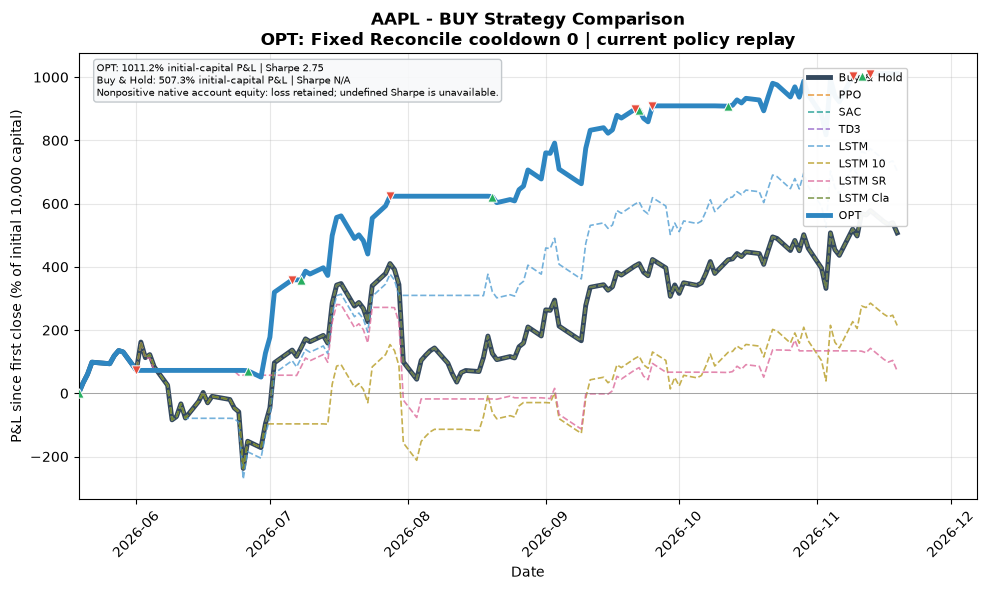 AAPL - BUY Strategy Comparison
OPT: Fixed Reconcile cooldown 0 | current policy replay
OPT: 1011.2% initial-capital P&L | Sharpe 2.75
Buy & Hold: 507.3% initial-capital P&L | Sharpe N/A
Nonpositive native account equity: loss retained; undefined Sharpe is unavailable.
Buy & Hold
PPO
SAC
TD3
LSTM
LSTM 10
LSTM SR
LSTM Cla
OPT
P&L since first close (% of initial 10,000 capital)
1000
800
600
400
200
0
−200
2026-06
2026-07
2026-08
2026-09
2026-10
2026-11
2026-12
Date